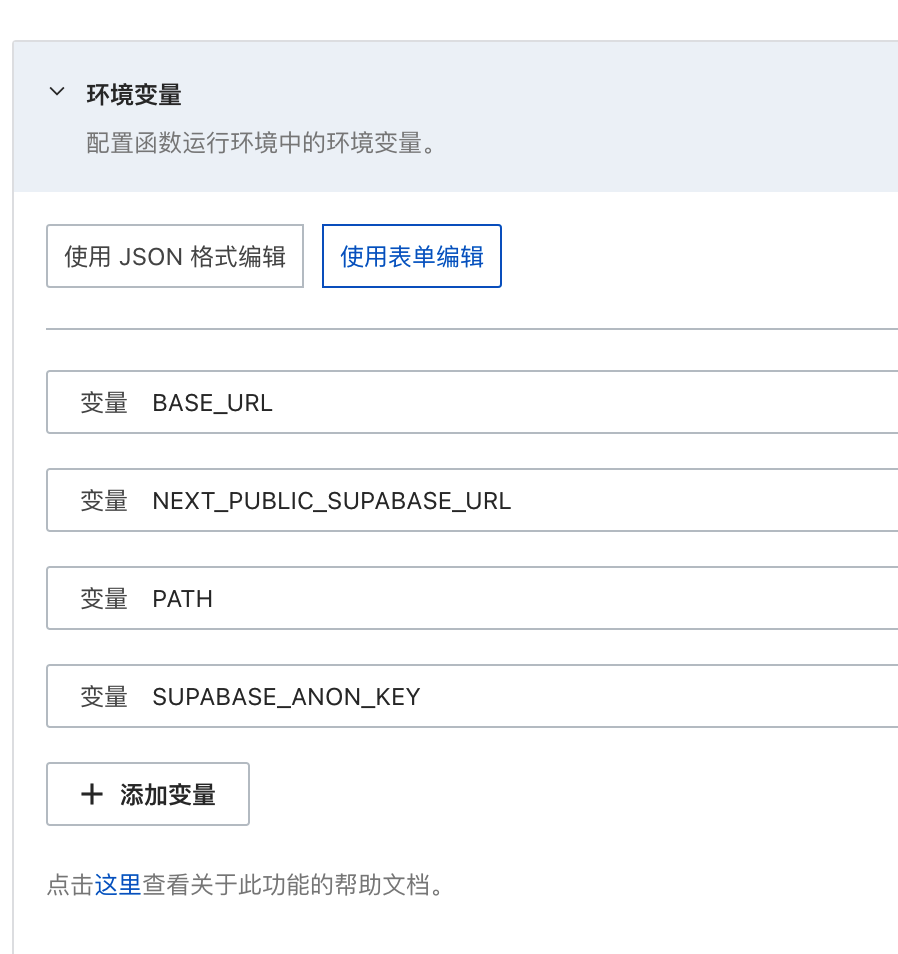 环境变量
配置函数运行环境中的环境变量。
使用 JSON 格式编辑 使用表单编辑
变量 BASE_URL
变量 NEXT_PUBLIC_SUPABASE_URL
变量 PATH
变量 SUPABASE_ANON_KEY
+ 添加变量
点击这里查看关于此功能的帮助文档。